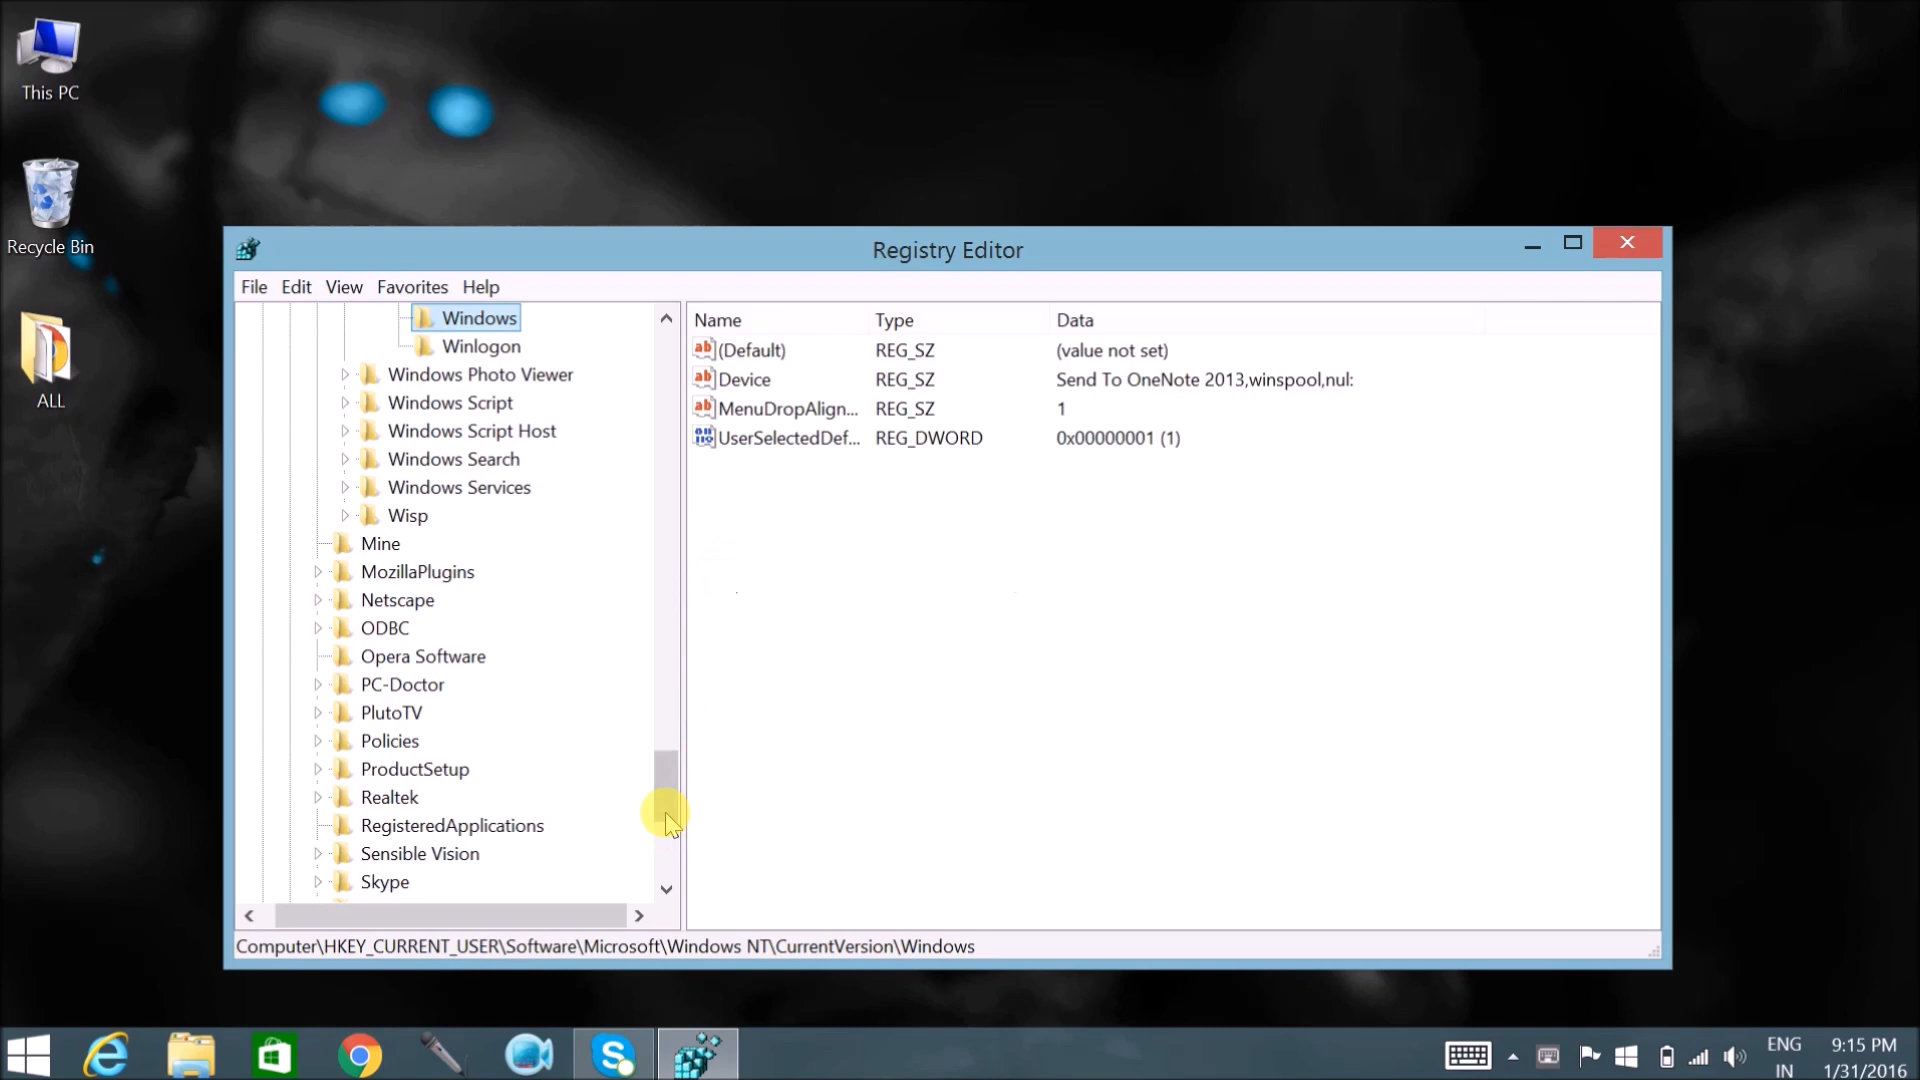 This PC
Recycle Bin
ALL
Registry Editor
File Edit View Favorites Help
Windows
Winlogon
Windows Photo Viewer
Windows Script
Windows Script Host
Windows Search
Windows Services
Wisp
Mine
MozillaPlugins
Netscape
ODBC
Opera Software
PC-Doctor
PlutoTV
Policies
ProductSetup
Realtek
RegisteredApplications
Sensible Vision
Skype
Name Type Data
(Default) REG_SZ (value not set)
Device REG_SZ Send To OneNote 2013,winspool,nul:
MenuDropAlign... REG_SZ 1
UserSelectedDef... REG_DWORD 0x00000001 (1)
Computer\HKEY_CURRENT_USER\Software\Microsoft\Windows NT\CurrentVersion\Windows
ENG 9:15 PM
IN 1/31/2016